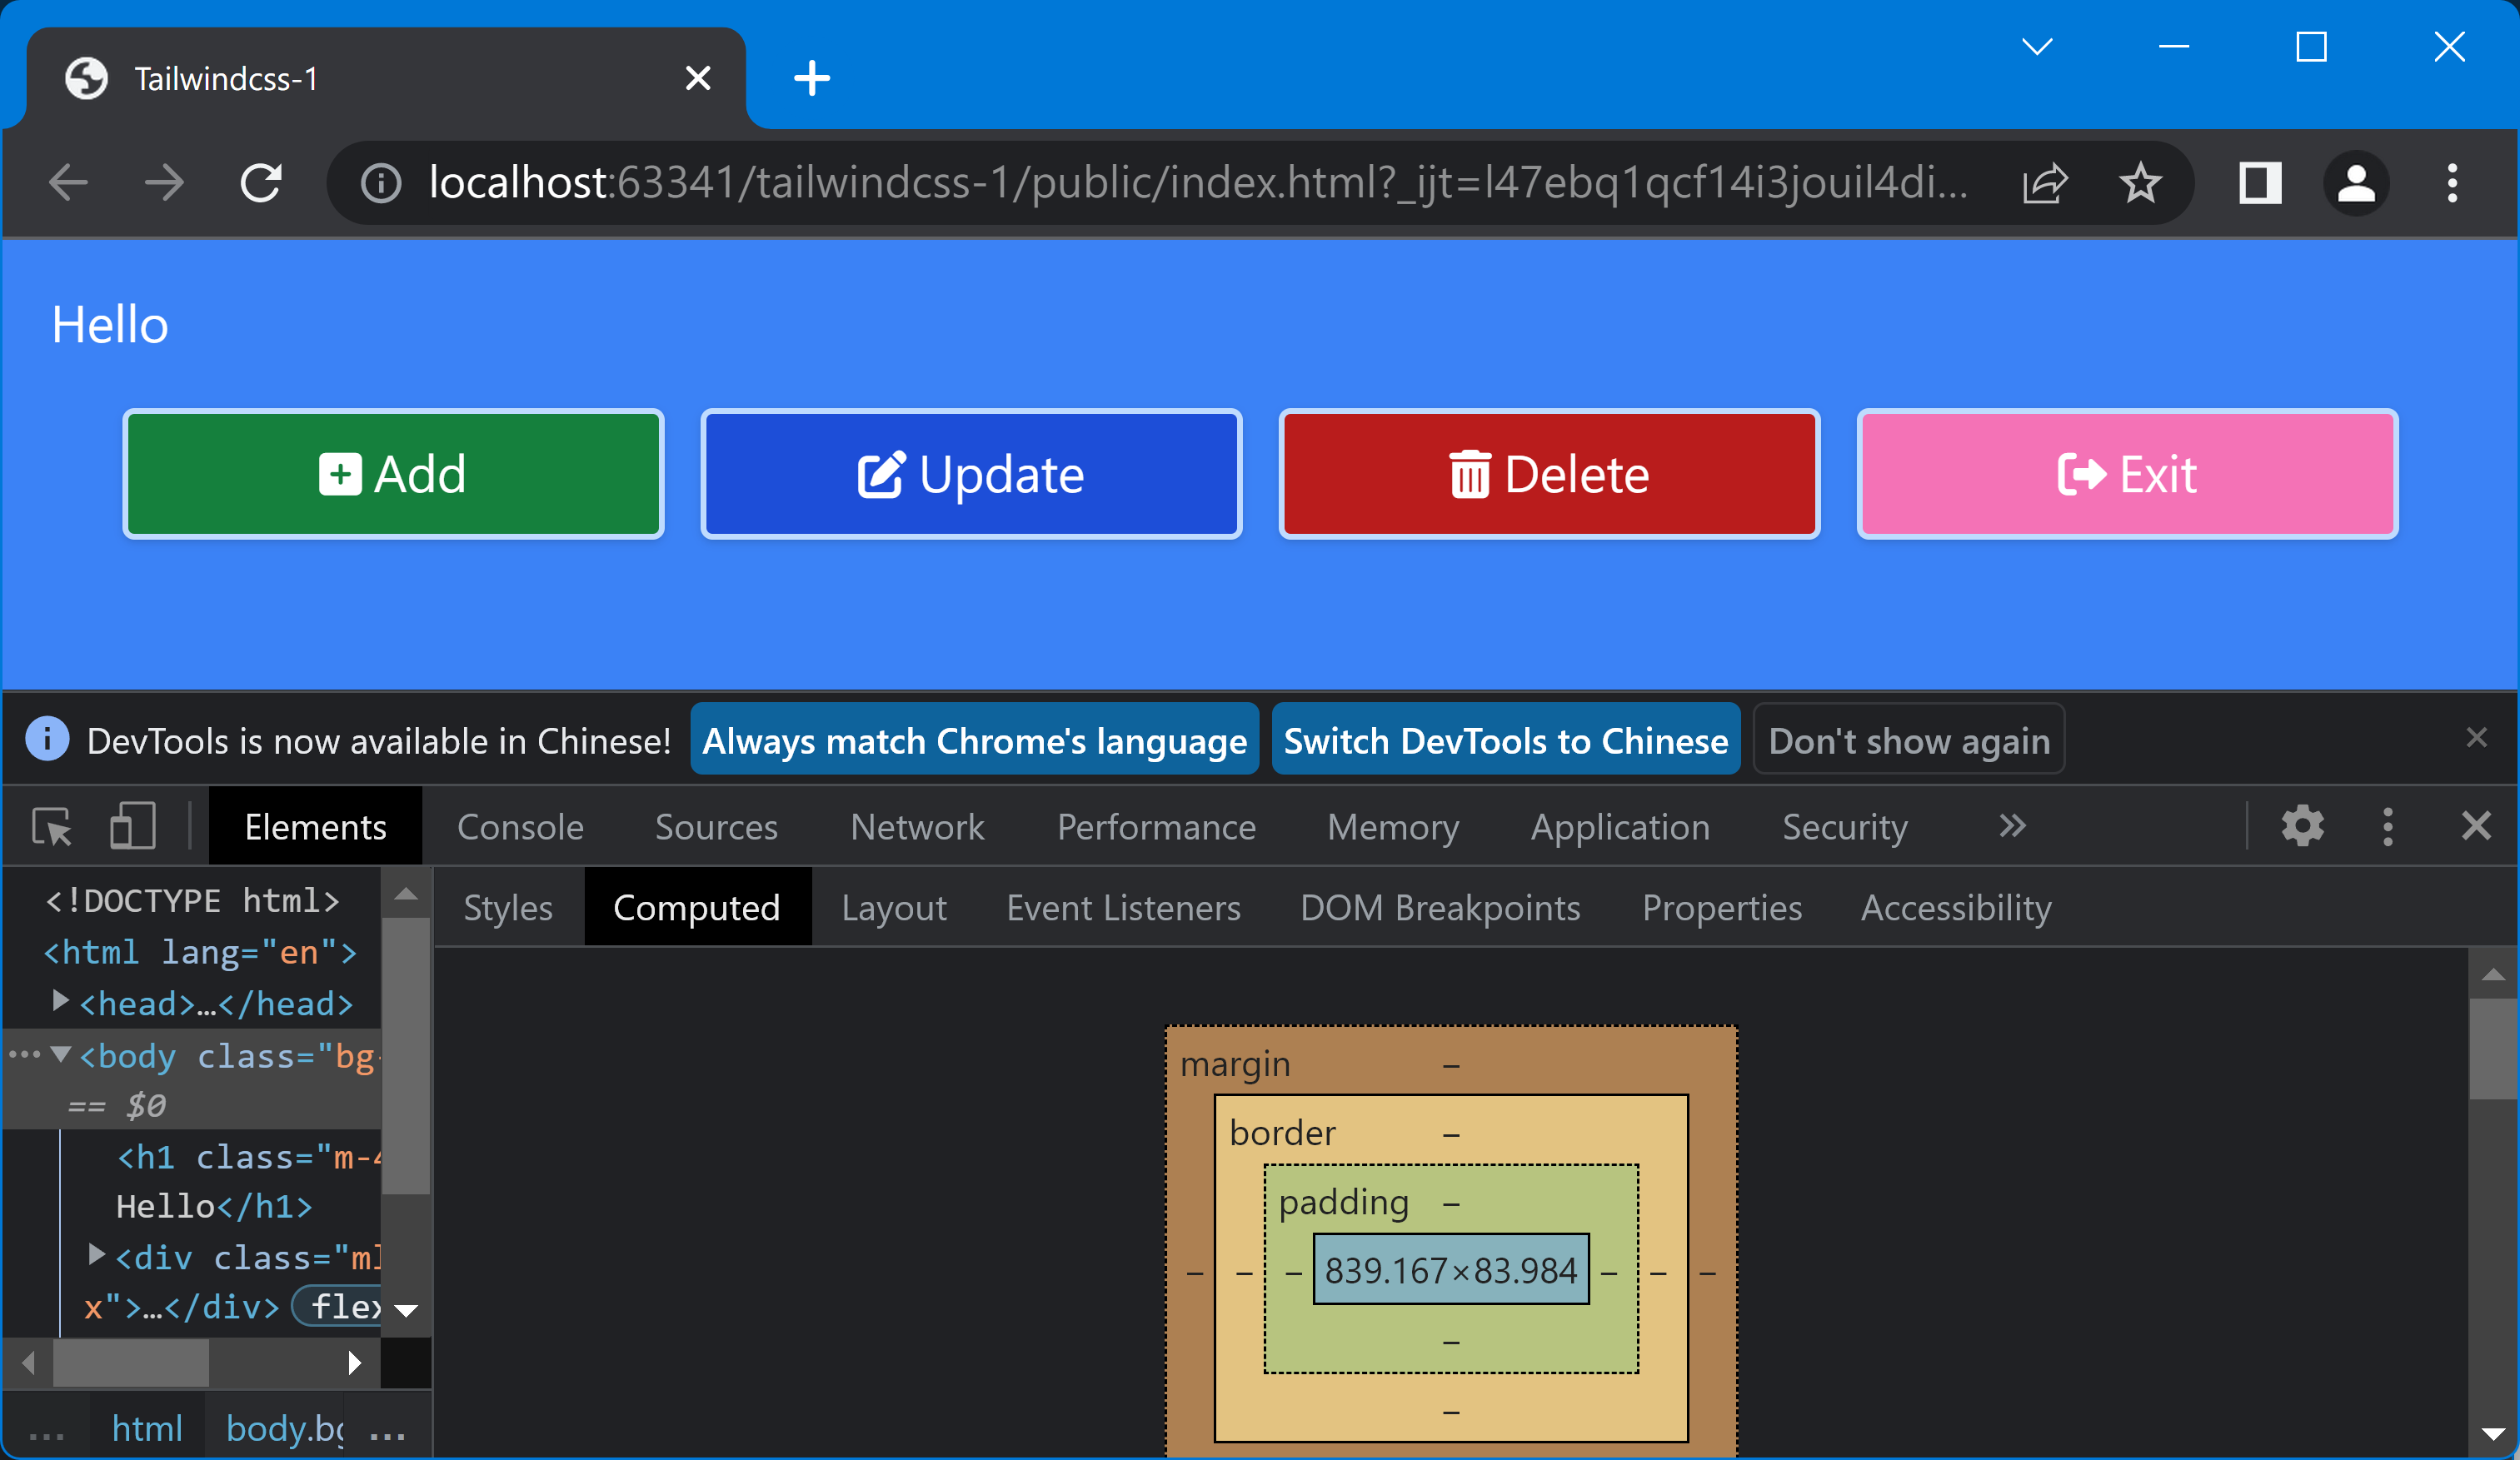 Tailwindcss-1
localhost:63341/tailwindcss-1/public/index.html?_ijt=l47ebq1qcf14i3jouil4di...
Hello
Add Update Delete Exit
DevTools is now available in Chinese! Always match Chrome's language Switch DevTools to Chinese Don't show again
Elements Console Sources Network Performance Memory Application Security
Styles Computed Layout Event Listeners DOM Breakpoints Properties Accessibility
<!DOCTYPE html>
<html lang="en">
<head>…</head>
<body class="bg-
== $0
<h1 class="m-4
Hello</h1>
<div class="ml
x">…</div> flex
... html body.bg ...
margin –
border –
padding –
– – – 839.167×83.984 – – –
–
–